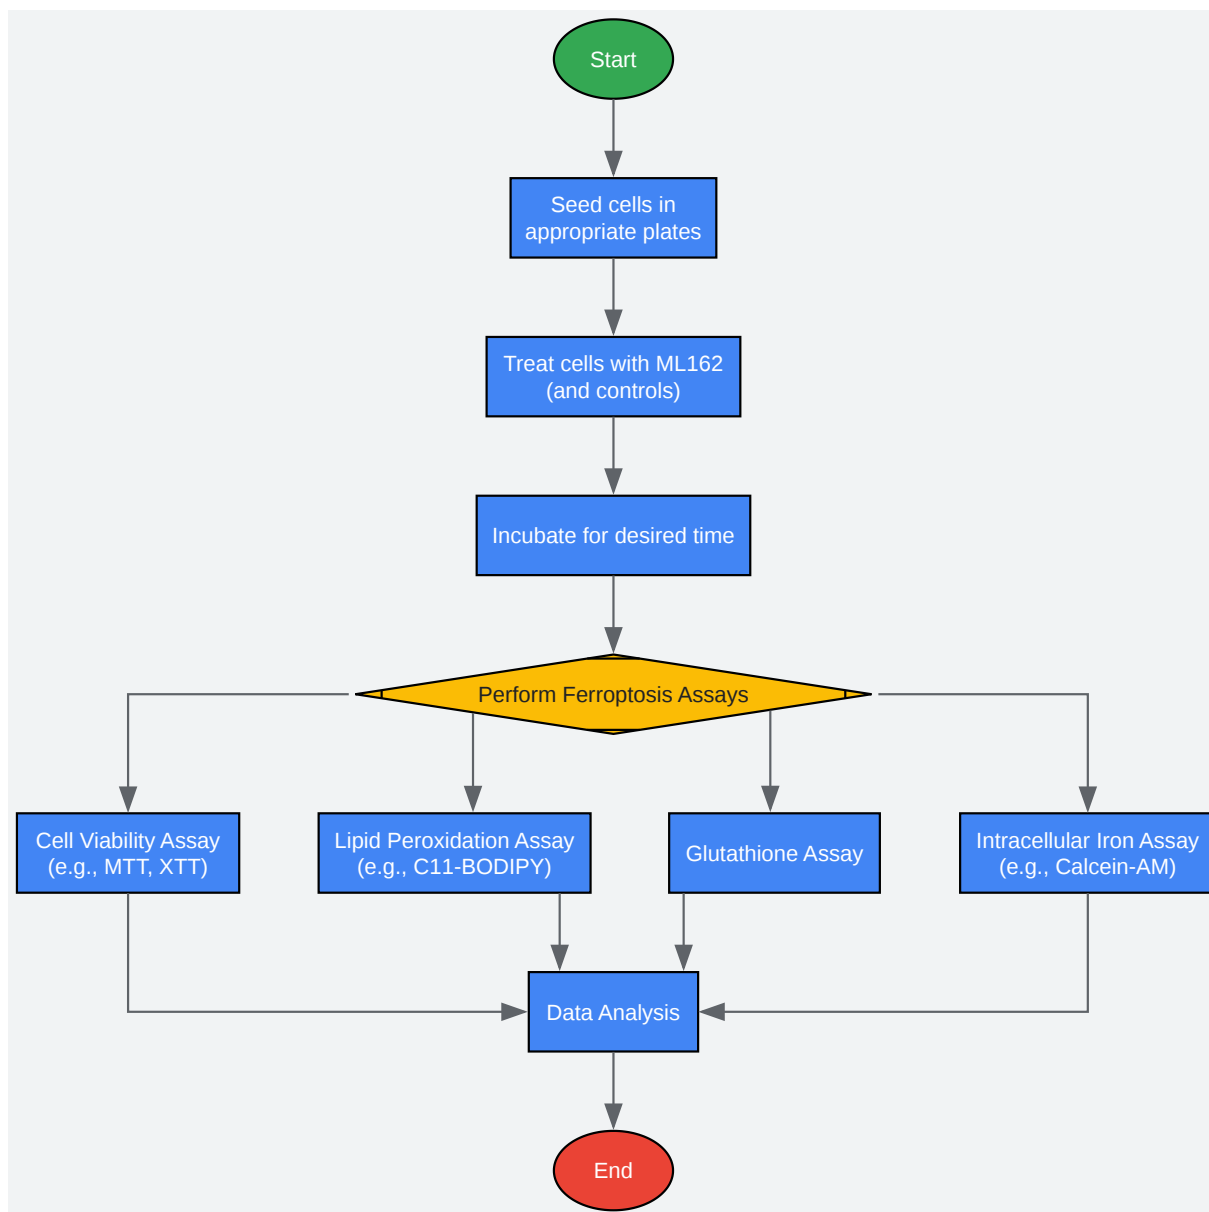 Start
Seed cells in
appropriate plates
Treat cells with ML162
(and controls)
Incubate for desired time
Perform Ferroptosis Assays
Cell Viability Assay
(e.g., MTT, XTT)
Lipid Peroxidation Assay
(e.g., C11-BODIPY)
Glutathione Assay
Intracellular Iron Assay
(e.g., Calcein-AM)
Data Analysis
End